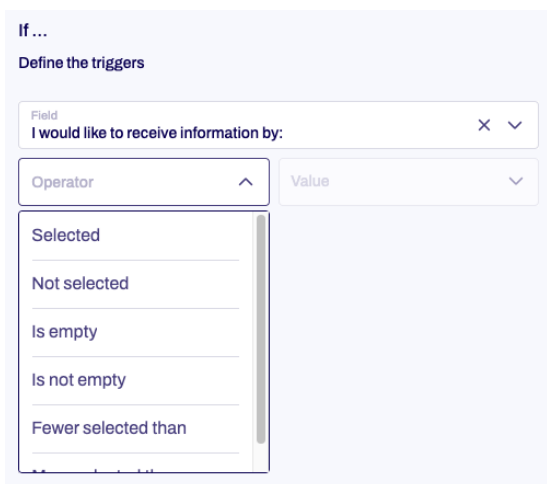 If ...
Define the triggers
Field
I would like to receive information by:
Operator
Value
Selected
Not selected
Is empty
Is not empty
Fewer selected than